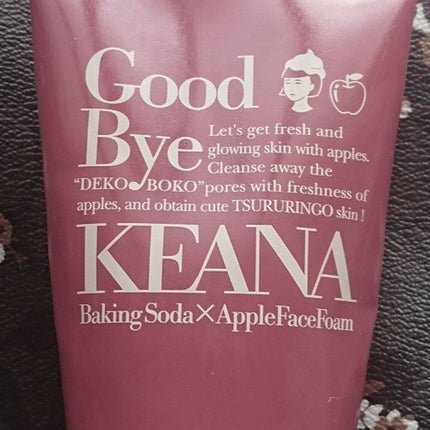 Good
Bye
Let's get fresh and
glowing skin with apples.
Cleanse away the
"DEKO BOKO"pores with freshness of
apples, and obtain cute TSURURINGO skin !
KEANA
Baking Soda×AppleFaceFoam